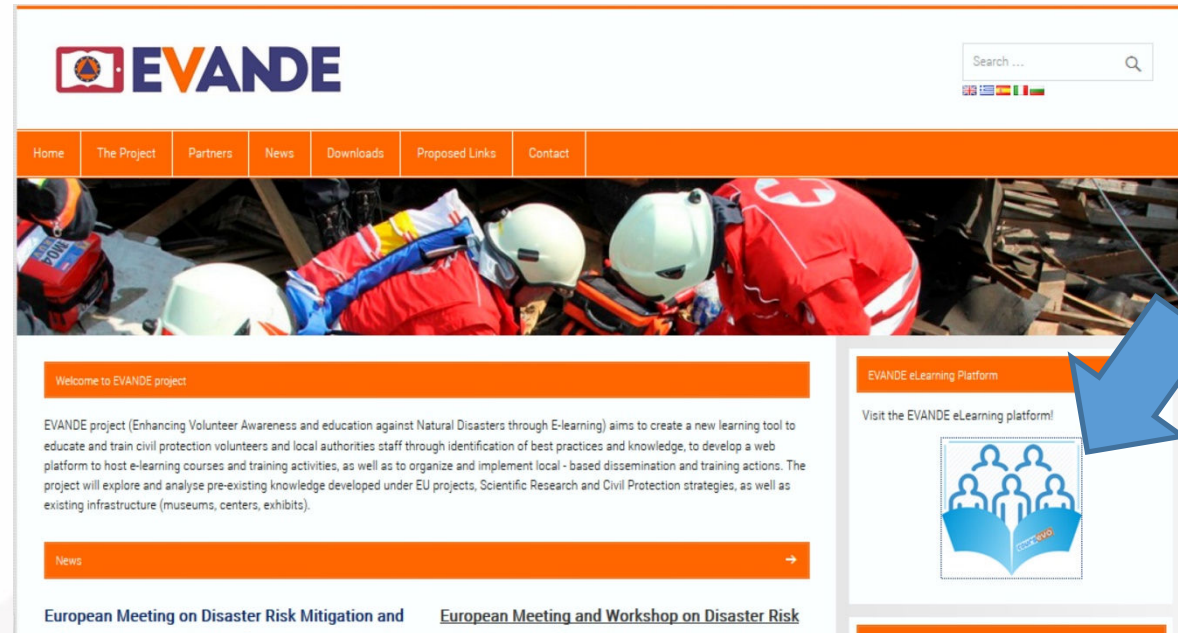 EVANDE
Search ...
Home The Project Partners News Downloads Proposed Links Contact
Welcome to EVANDE project
EVANDE project (Enhancing Volunteer Awareness and education against Natural Disasters through E-learning) aims to create a new learning tool to
educate and train civil protection volunteers and local authorities staff through identification of best practices and knowledge, to develop a web
platform to host e-learning courses and training activities, as well as to organize and implement local - based dissemination and training actions. The
project will explore and analyse pre-existing knowledge developed under EU projects, Scientific Research and Civil Protection strategies, as well as
existing infrastructure (museums, centers, exhibits).
News
European Meeting on Disaster Risk Mitigation and
European Meeting and Workshop on Disaster Risk
EVANDE eLearning Platform
Visit the EVANDE eLearning platform!